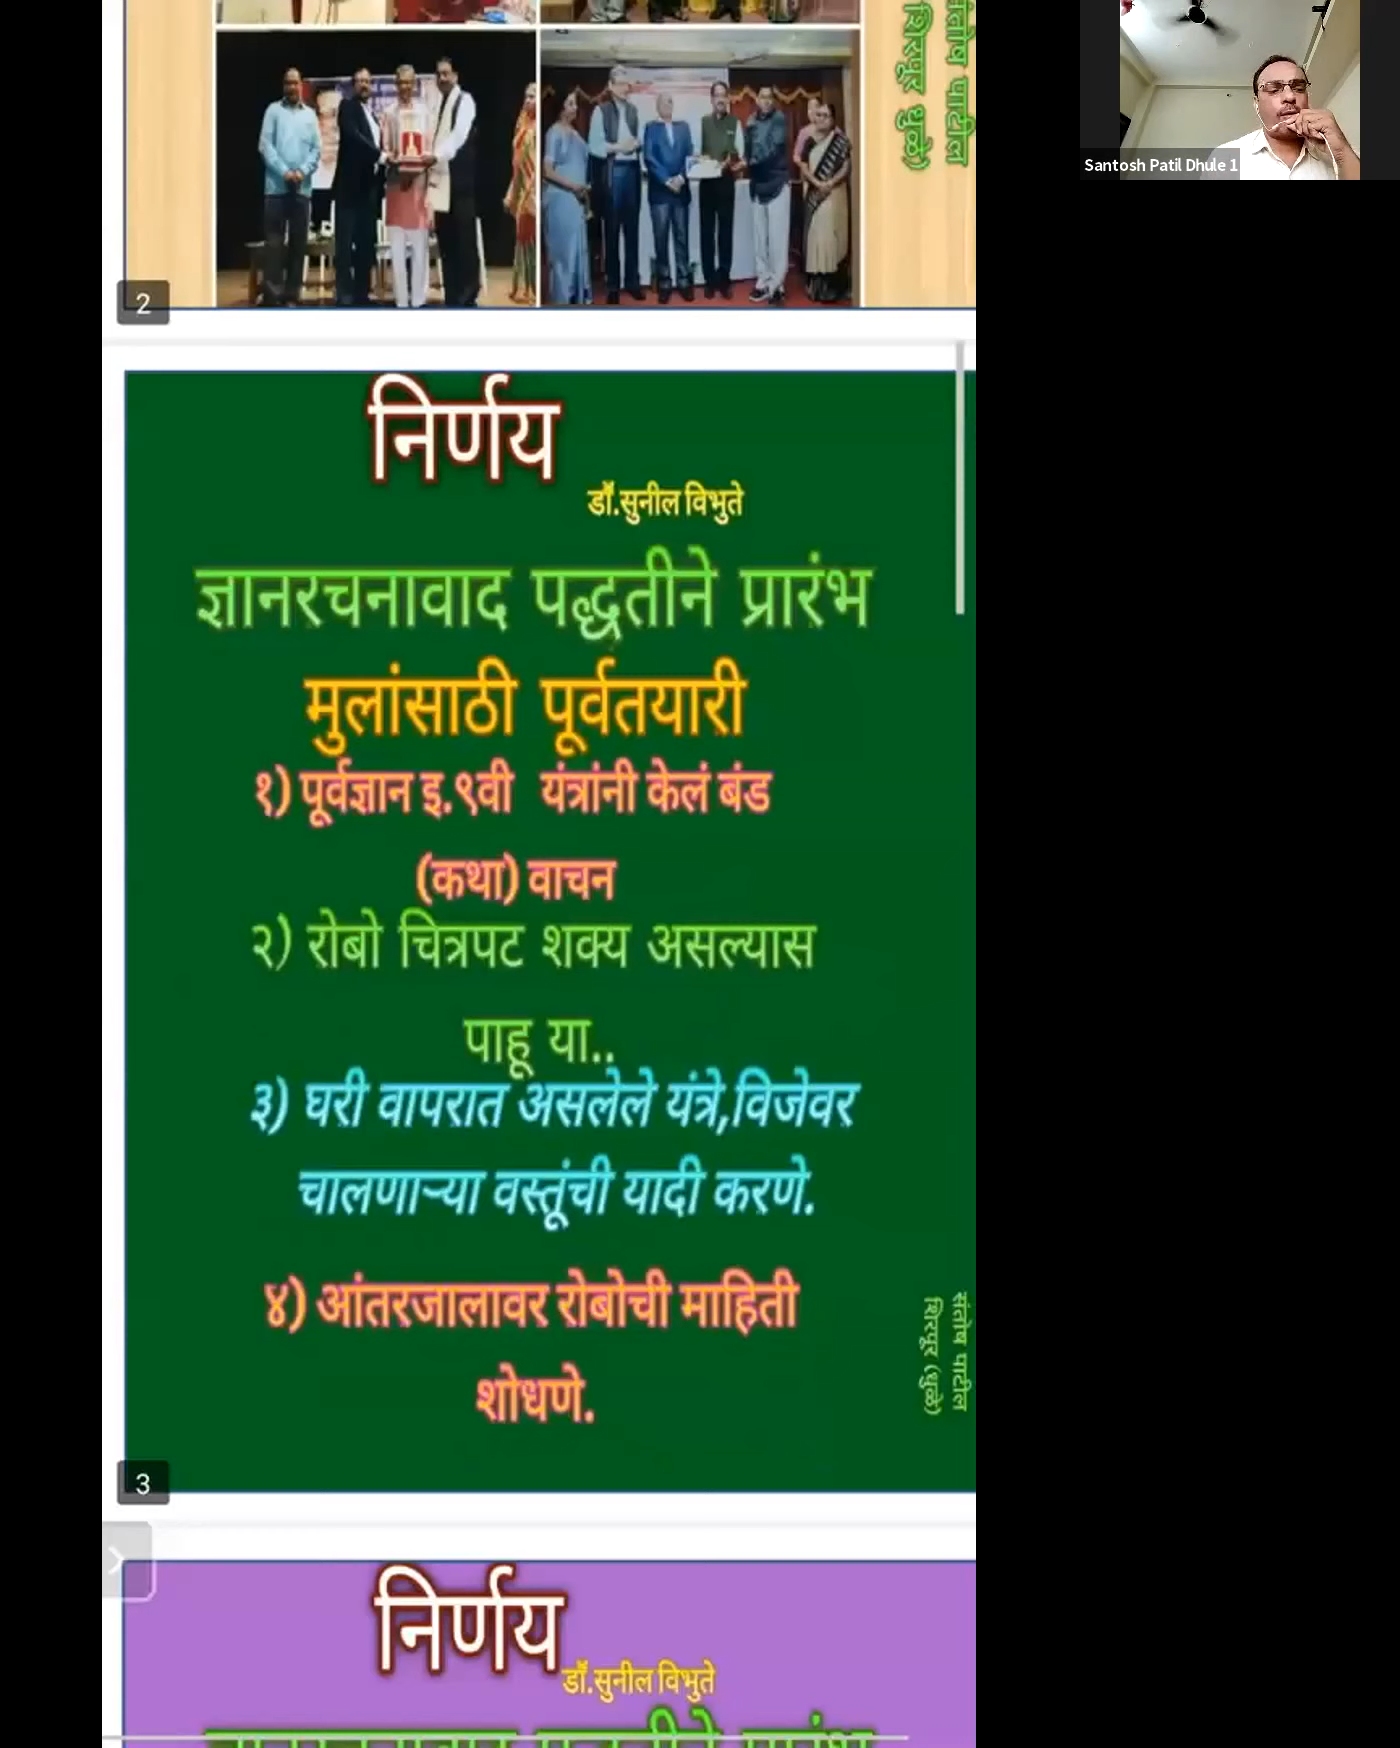 संतोष पाटील
शिरपूर धुळे)
Santosh Patil Dhule 1
2
निर्णय
डॉ.सुनील विभुते
ज्ञानरचनावाद पद्धतीने प्रारंभ
मुलांसाठी पूर्वतयारी
१) पूर्वज्ञान इ.९वी यंत्रांनी केलं बंड
(कथा) वाचन
२) रोबो चित्रपट शक्य असल्यास
पाहू या..
३) घरी वापरात असलेले यंत्रे,विजेवर
चालणाऱ्या वस्तूंची यादी करणे.
४) आंतरजालावर रोबोची माहिती
शोधणे.
संतोष पाटील
शिरपूर (धुळे)
3
निर्णय
डॉ.सुनील विभुते